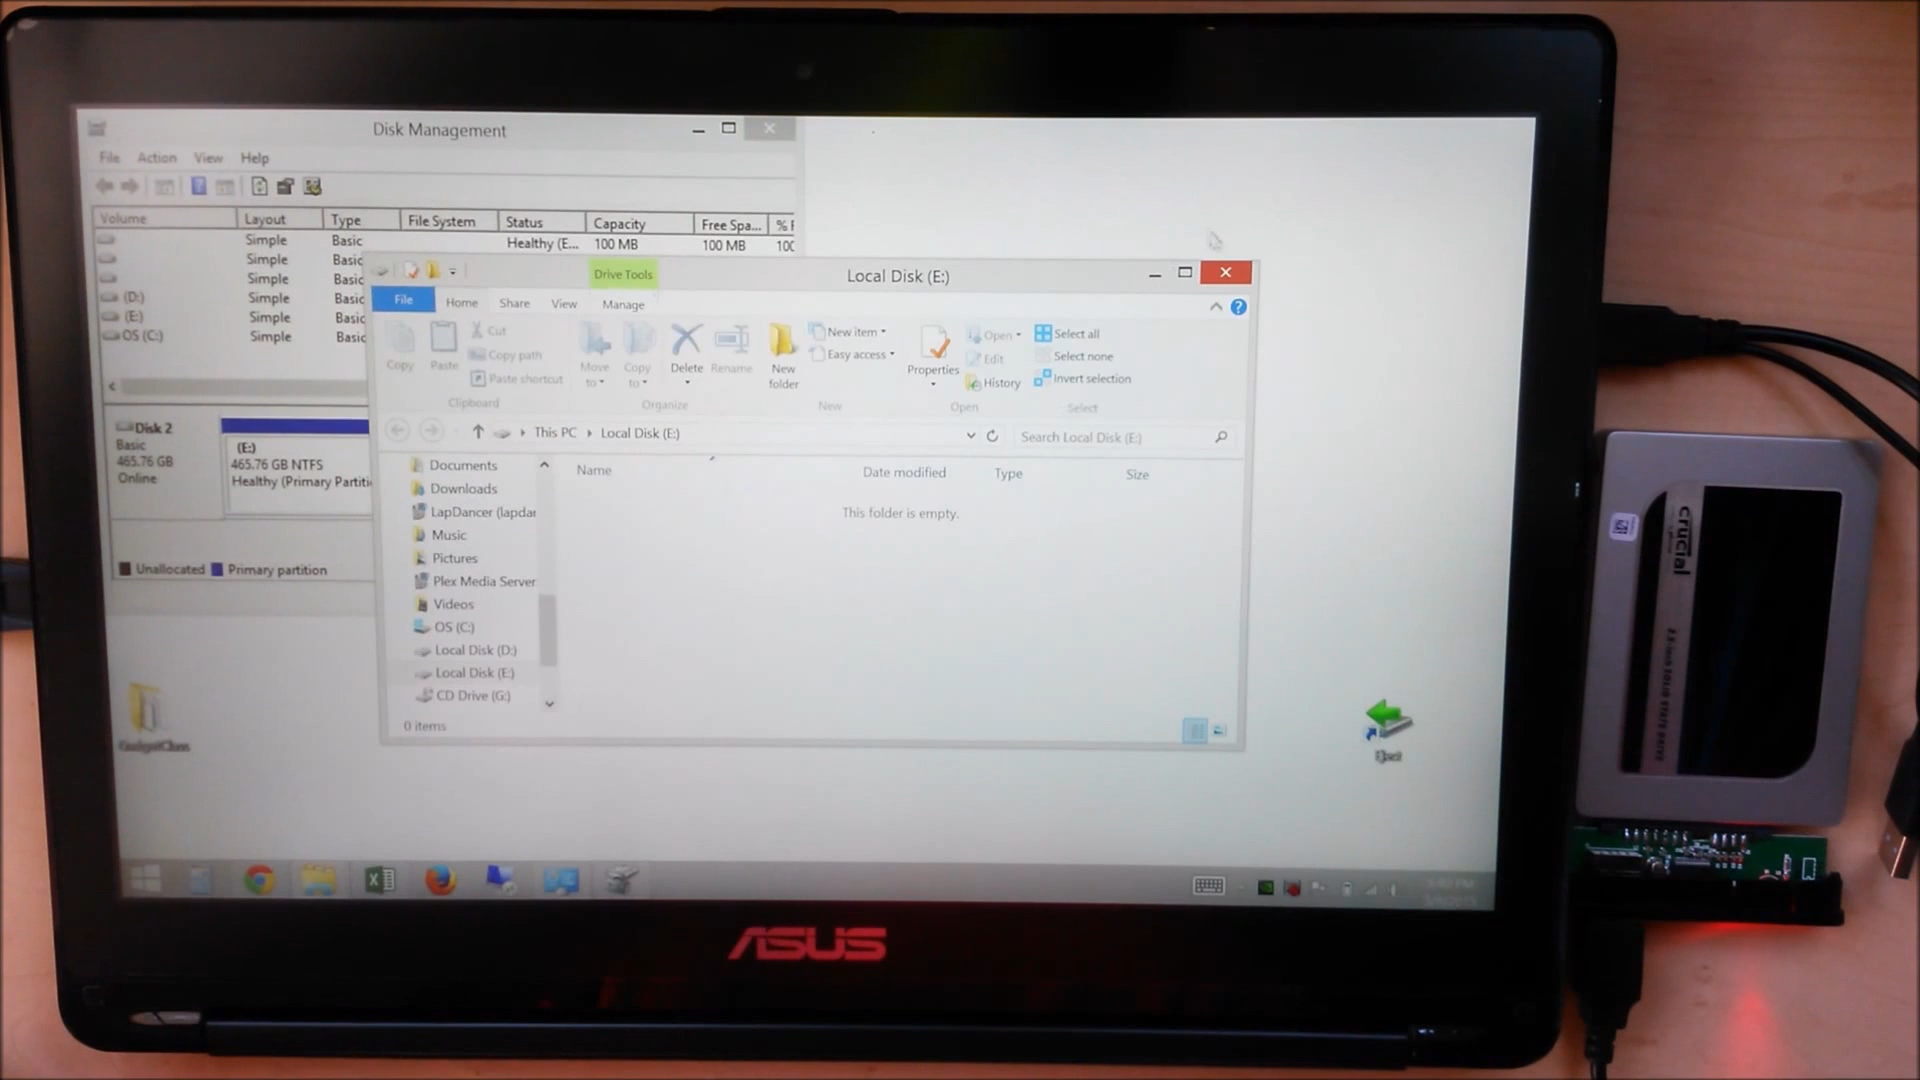 Disk Management
File Action View Help
Volume Layout Type File System Status Capacity Free Spa... %
Simple Basic Healthy (E... 100 MB 100 MB
Simple Basic
Simple Basic
(D:) Simple Basic
(E:) Simple Basic
OS (C:) Simple Basic
Disk 2
Basic
465.76 GB
Online
(E:)
465.76 GB NTFS
Healthy (Primary Partiti
Unallocated Primary partition
Drive Tools
Local Disk (E:)
File Home Share View Manage
Copy
Paste
Cut
Copy path
Paste shortcut
Clipboard
Move to
Copy to
Delete
Rename
Organize
New folder
New item
Easy access
New
Properties
Open
Edit
History
Open
Select all
Select none
Invert selection
Select
This PC Local Disk (E:)
Search Local Disk (E:)
Name Date modified Type Size
This folder is empty.
Documents
Downloads
LapDancer (lapdar
Music
Pictures
Plex Media Server
Videos
OS (C:)
Local Disk (D:)
Local Disk (E:)
CD Drive (G:)
0 items
Eject
ASUS
crucial